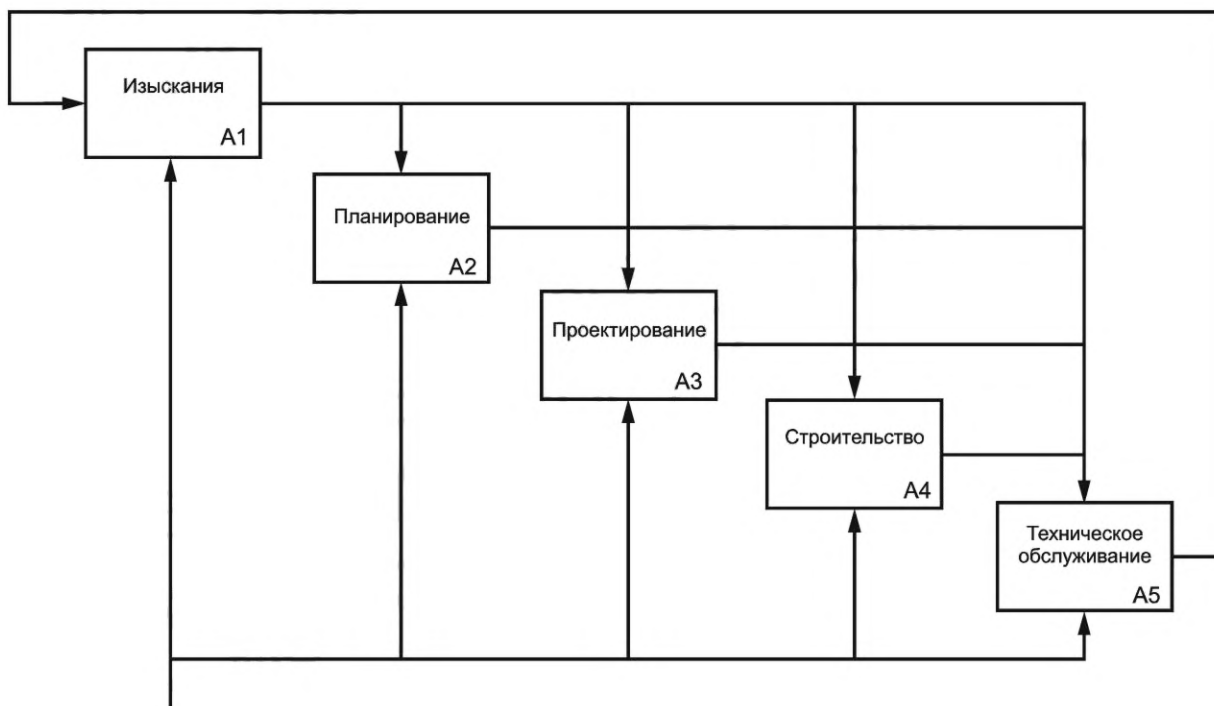 Изыскания
A1
Планирование
A2
Проектирование
A3
Строительство
A4
Техническое
обслуживание
A5